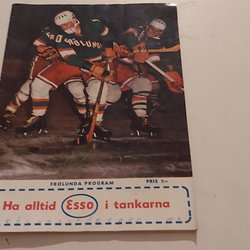 FRÖLUNDA
FRÖLUNDA PROGRAM PRIS 1:—
Ha alltid Esso i tankarna